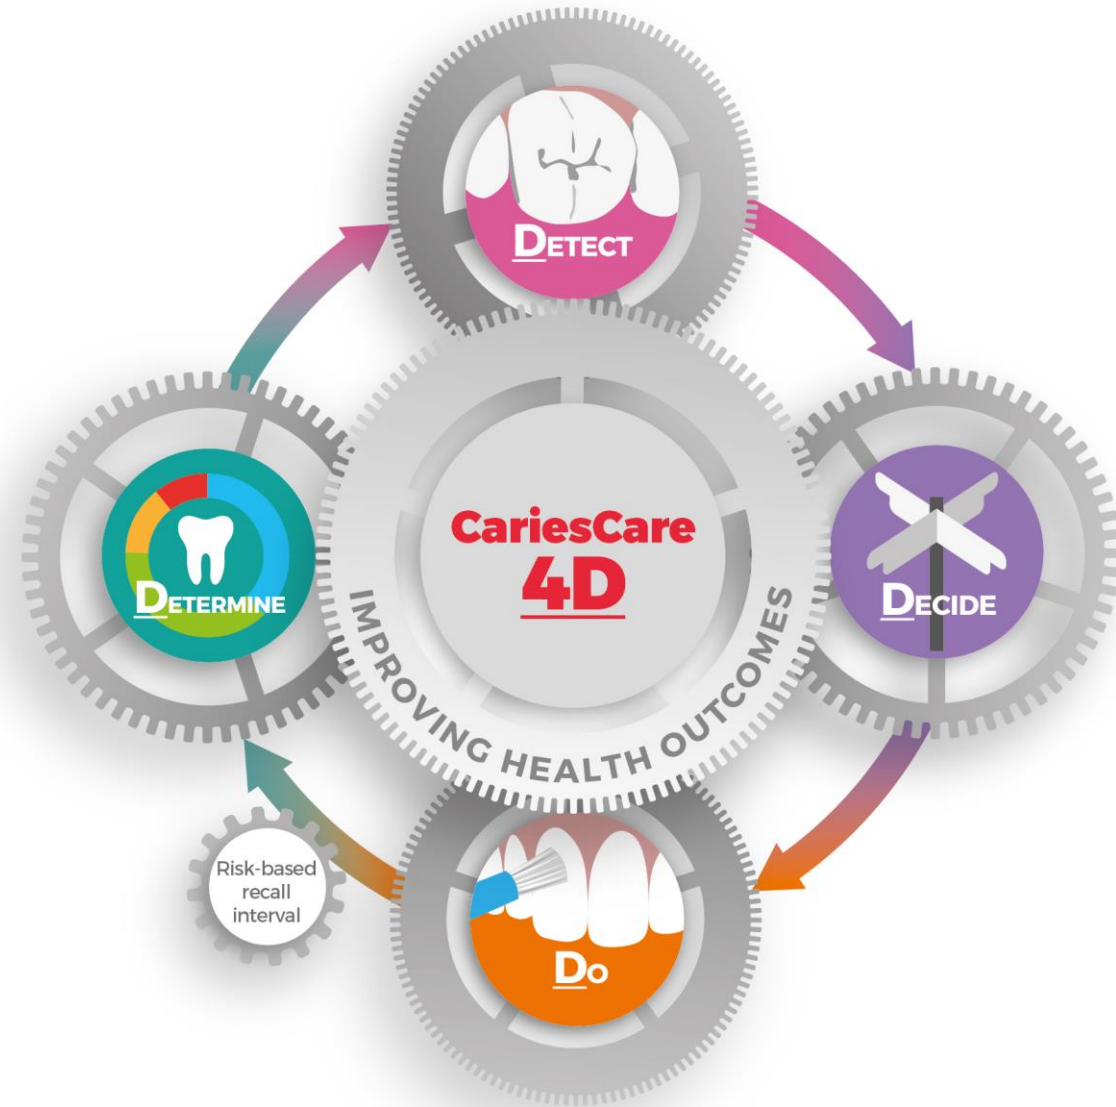 DETECT
CariesCare
4D
IMPROVING HEALTH OUTCOMES
DECIDE
DETERMINE
Risk-based
recall
interval
DO